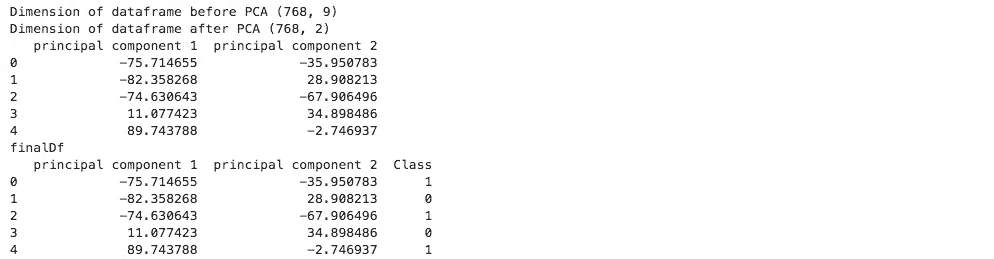 Dimension of dataframe before PCA (768, 9)
Dimension of dataframe after PCA (768, 2)
principal component 1 principal component 2
0 -75.714655 -35.950783
1 -82.358268 28.908213
2 -74.630643 -67.906496
3 11.077423 34.898486
4 89.743788 -2.746937
finalDf
principal component 1 principal component 2 Class
0 -75.714655 -35.950783 1
1 -82.358268 28.908213 0
2 -74.630643 -67.906496 1
3 11.077423 34.898486 0
4 89.743788 -2.746937 1